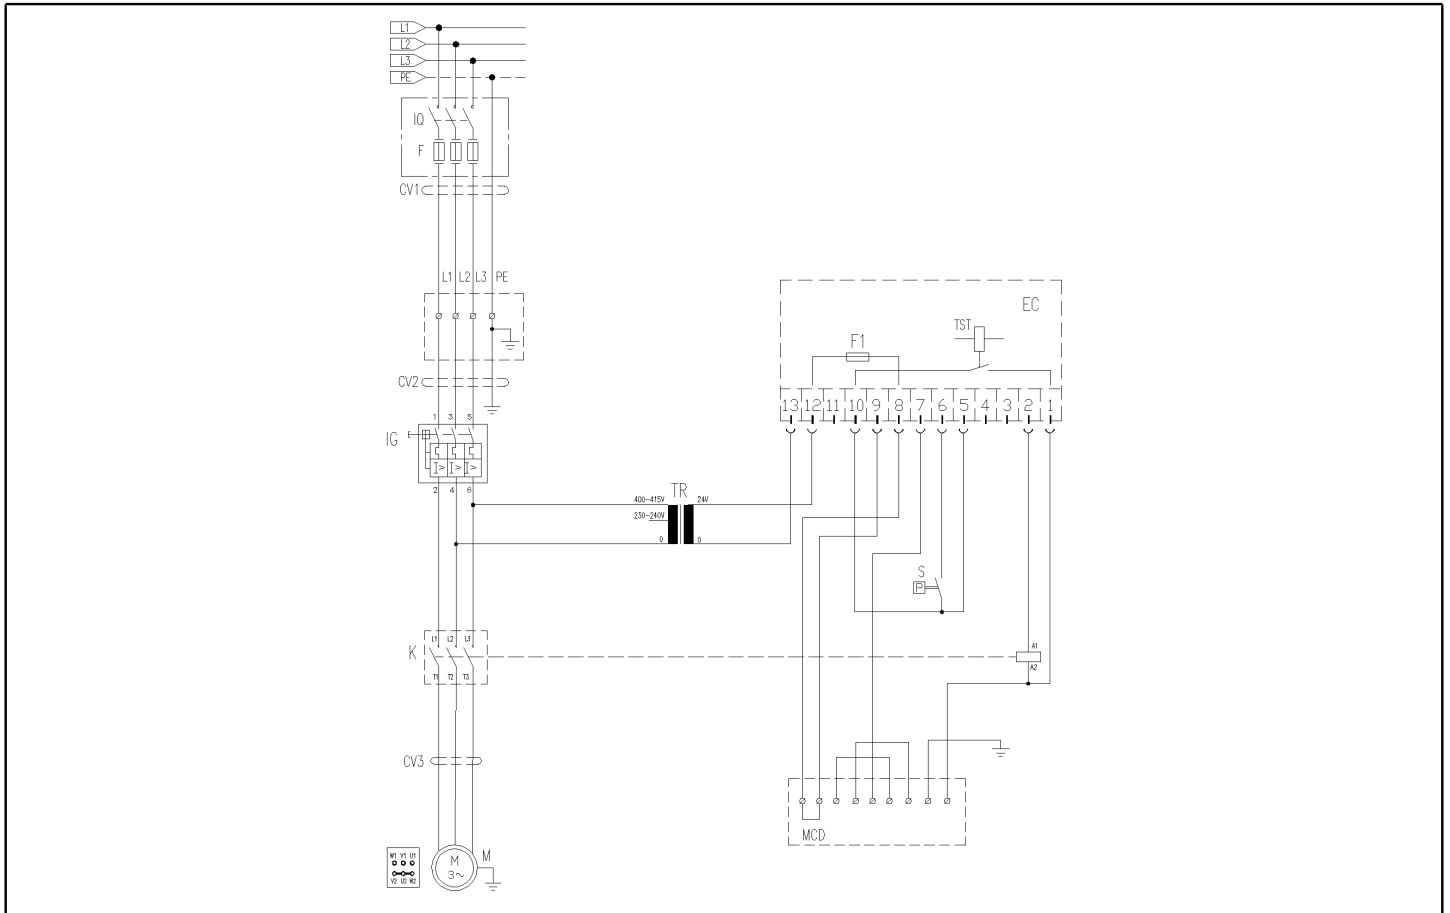 L1
L2
L3
PE
IQ
F
CV1
L1 L2 L3 PE
EC
TST
F1
CV2
13 12 11 10 9 8 7 6 5 4 3 2 1
1 3 5
IG
I> I> I>
2 4 6
TR
400-415V 24V
230-240V
0 0
S
P
L1 L2 L3
K
A1
A2
T1 T2 T3
CV3
MCD
W1 V1 U1
V2 U2 W2
M
3~
M